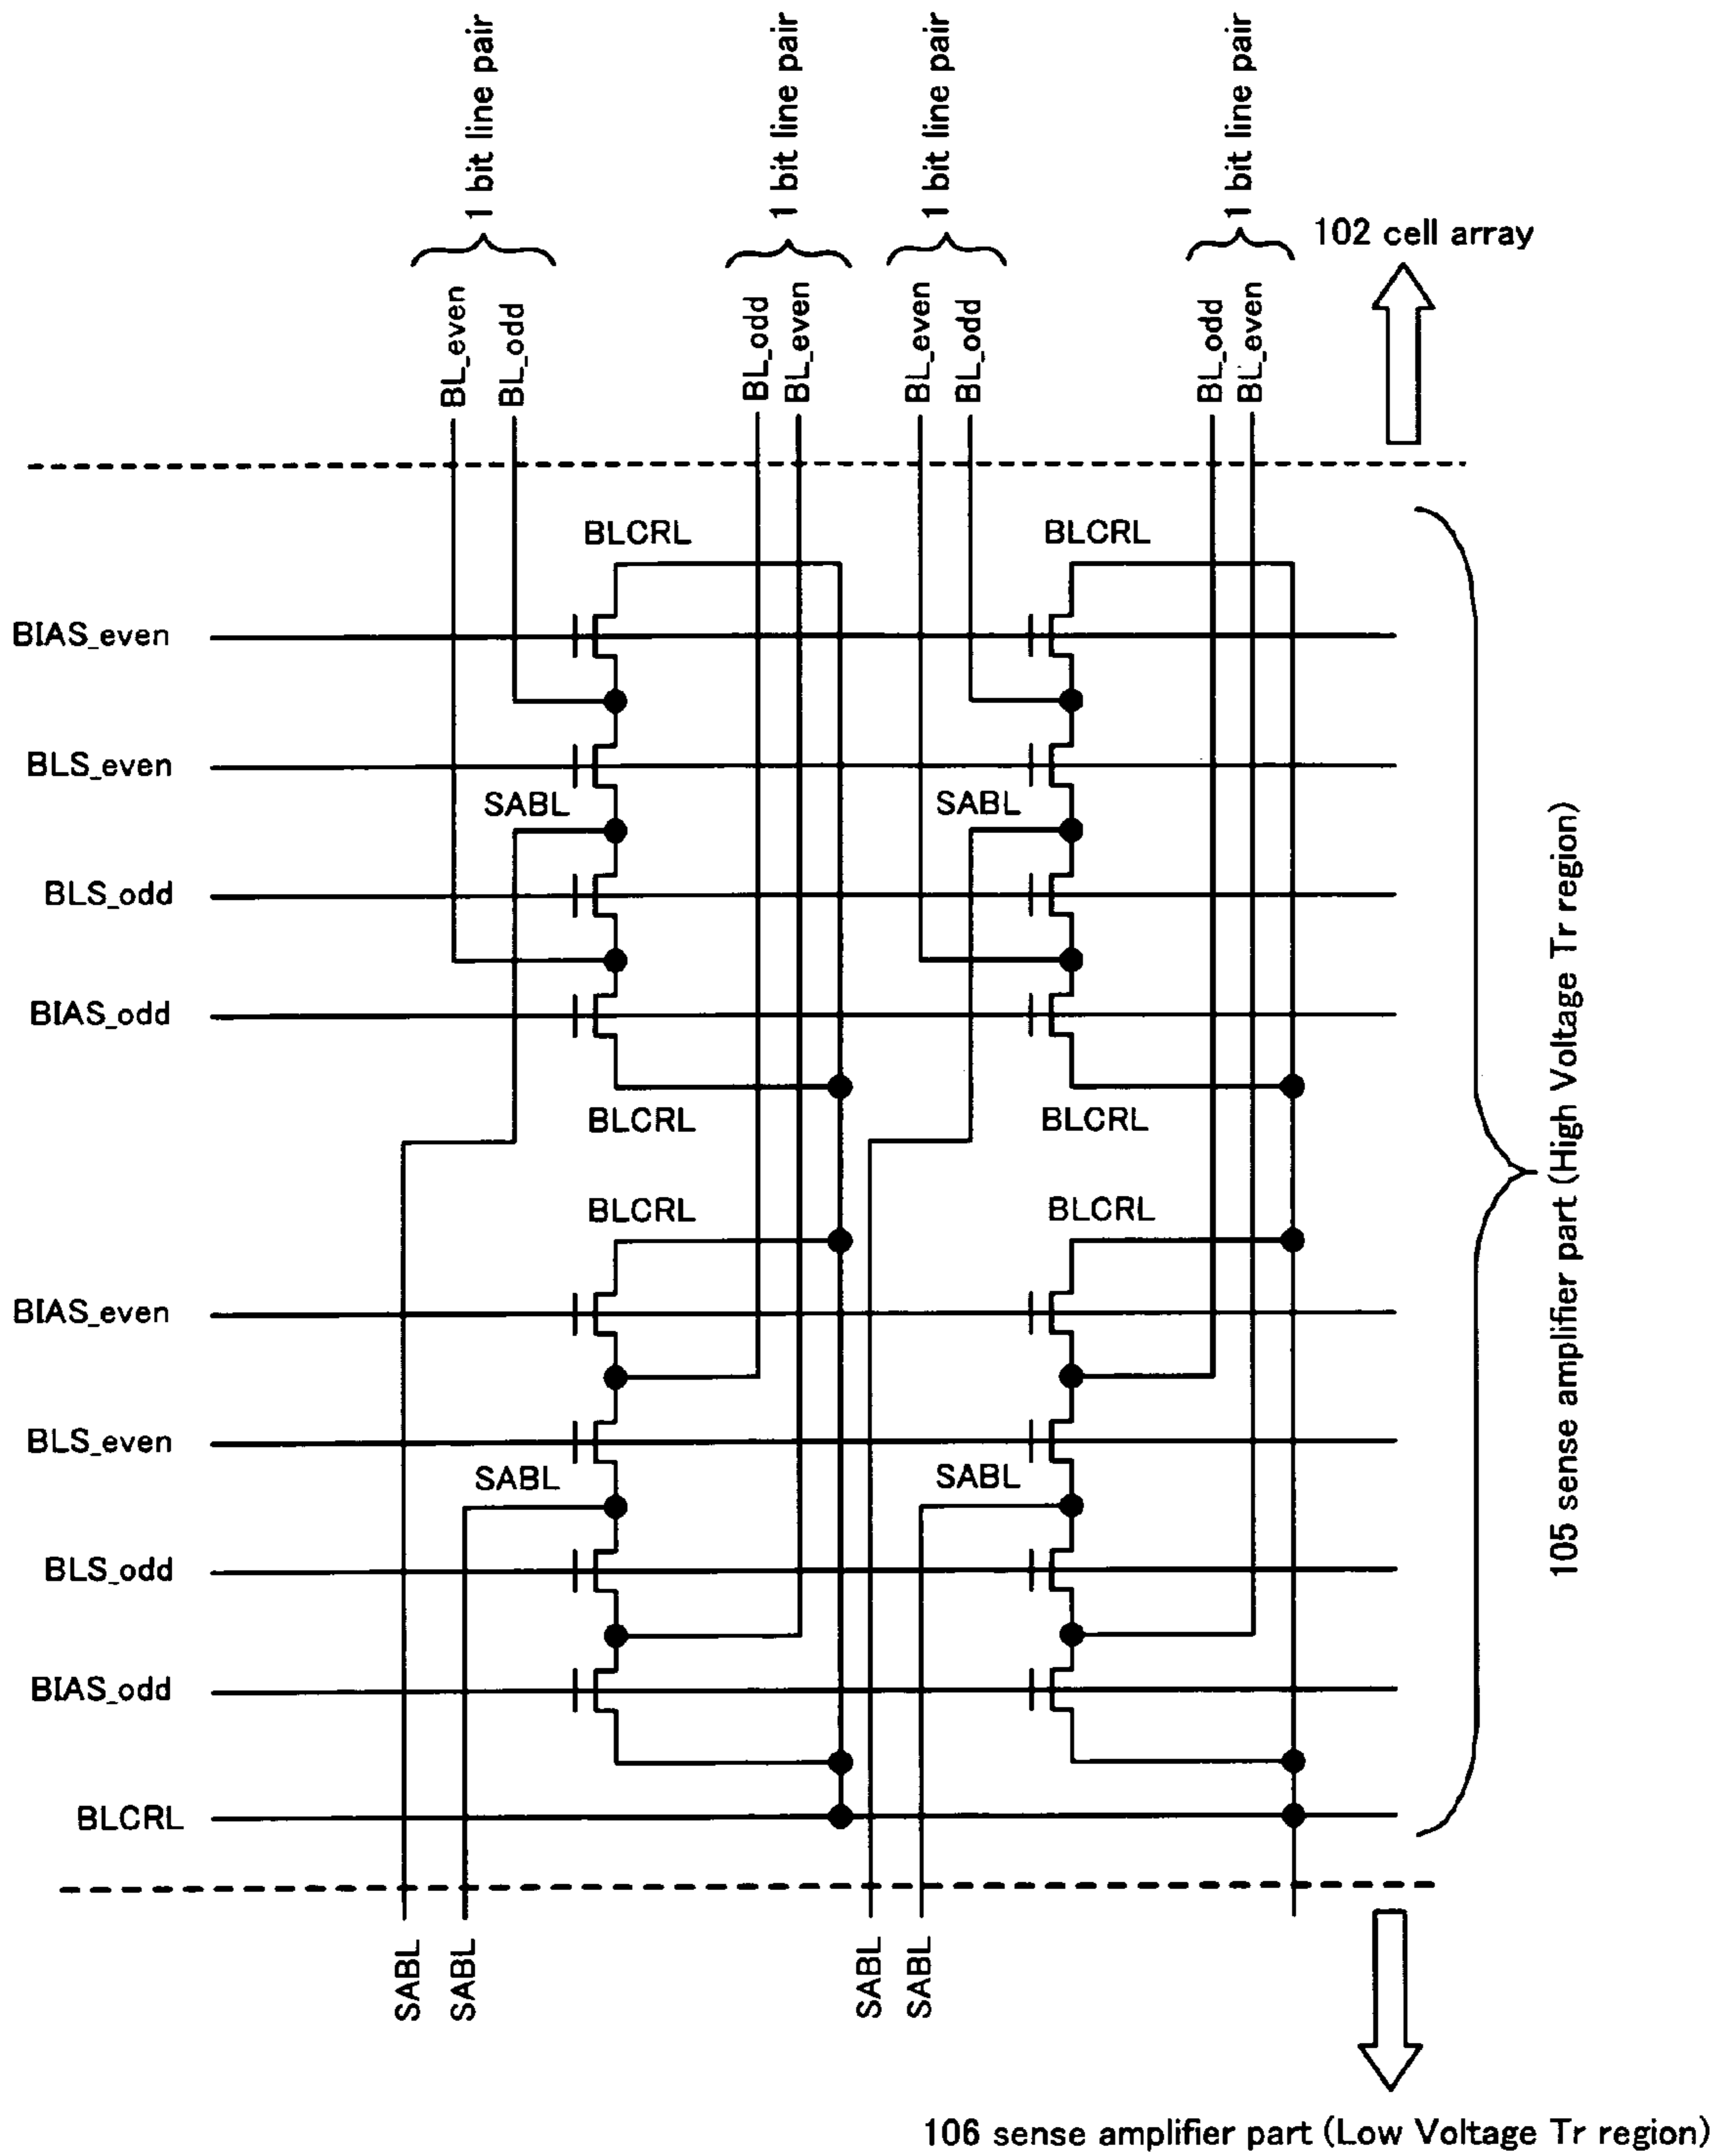 1 bit line pair
1 bit line pair
1 bit line pair
1 bit line pair
102 cell array
BL_even
BL_odd
BL_odd
BL_even
BL_even
BL_odd
BL_odd
BL_even
BLCRL
BLCRL
BIAS_even
BLS_even
SABL
SABL
BLS_odd
BIAS_odd
BLCRL
BLCRL
BLCRL
BLCRL
BIAS_even
BLS_even
SABL
SABL
BLS_odd
BIAS_odd
BLCRL
105 sense amplifier part (High Voltage Tr region)
SABL
SABL
SABL
SABL
106 sense amplifier part (Low Voltage Tr region)